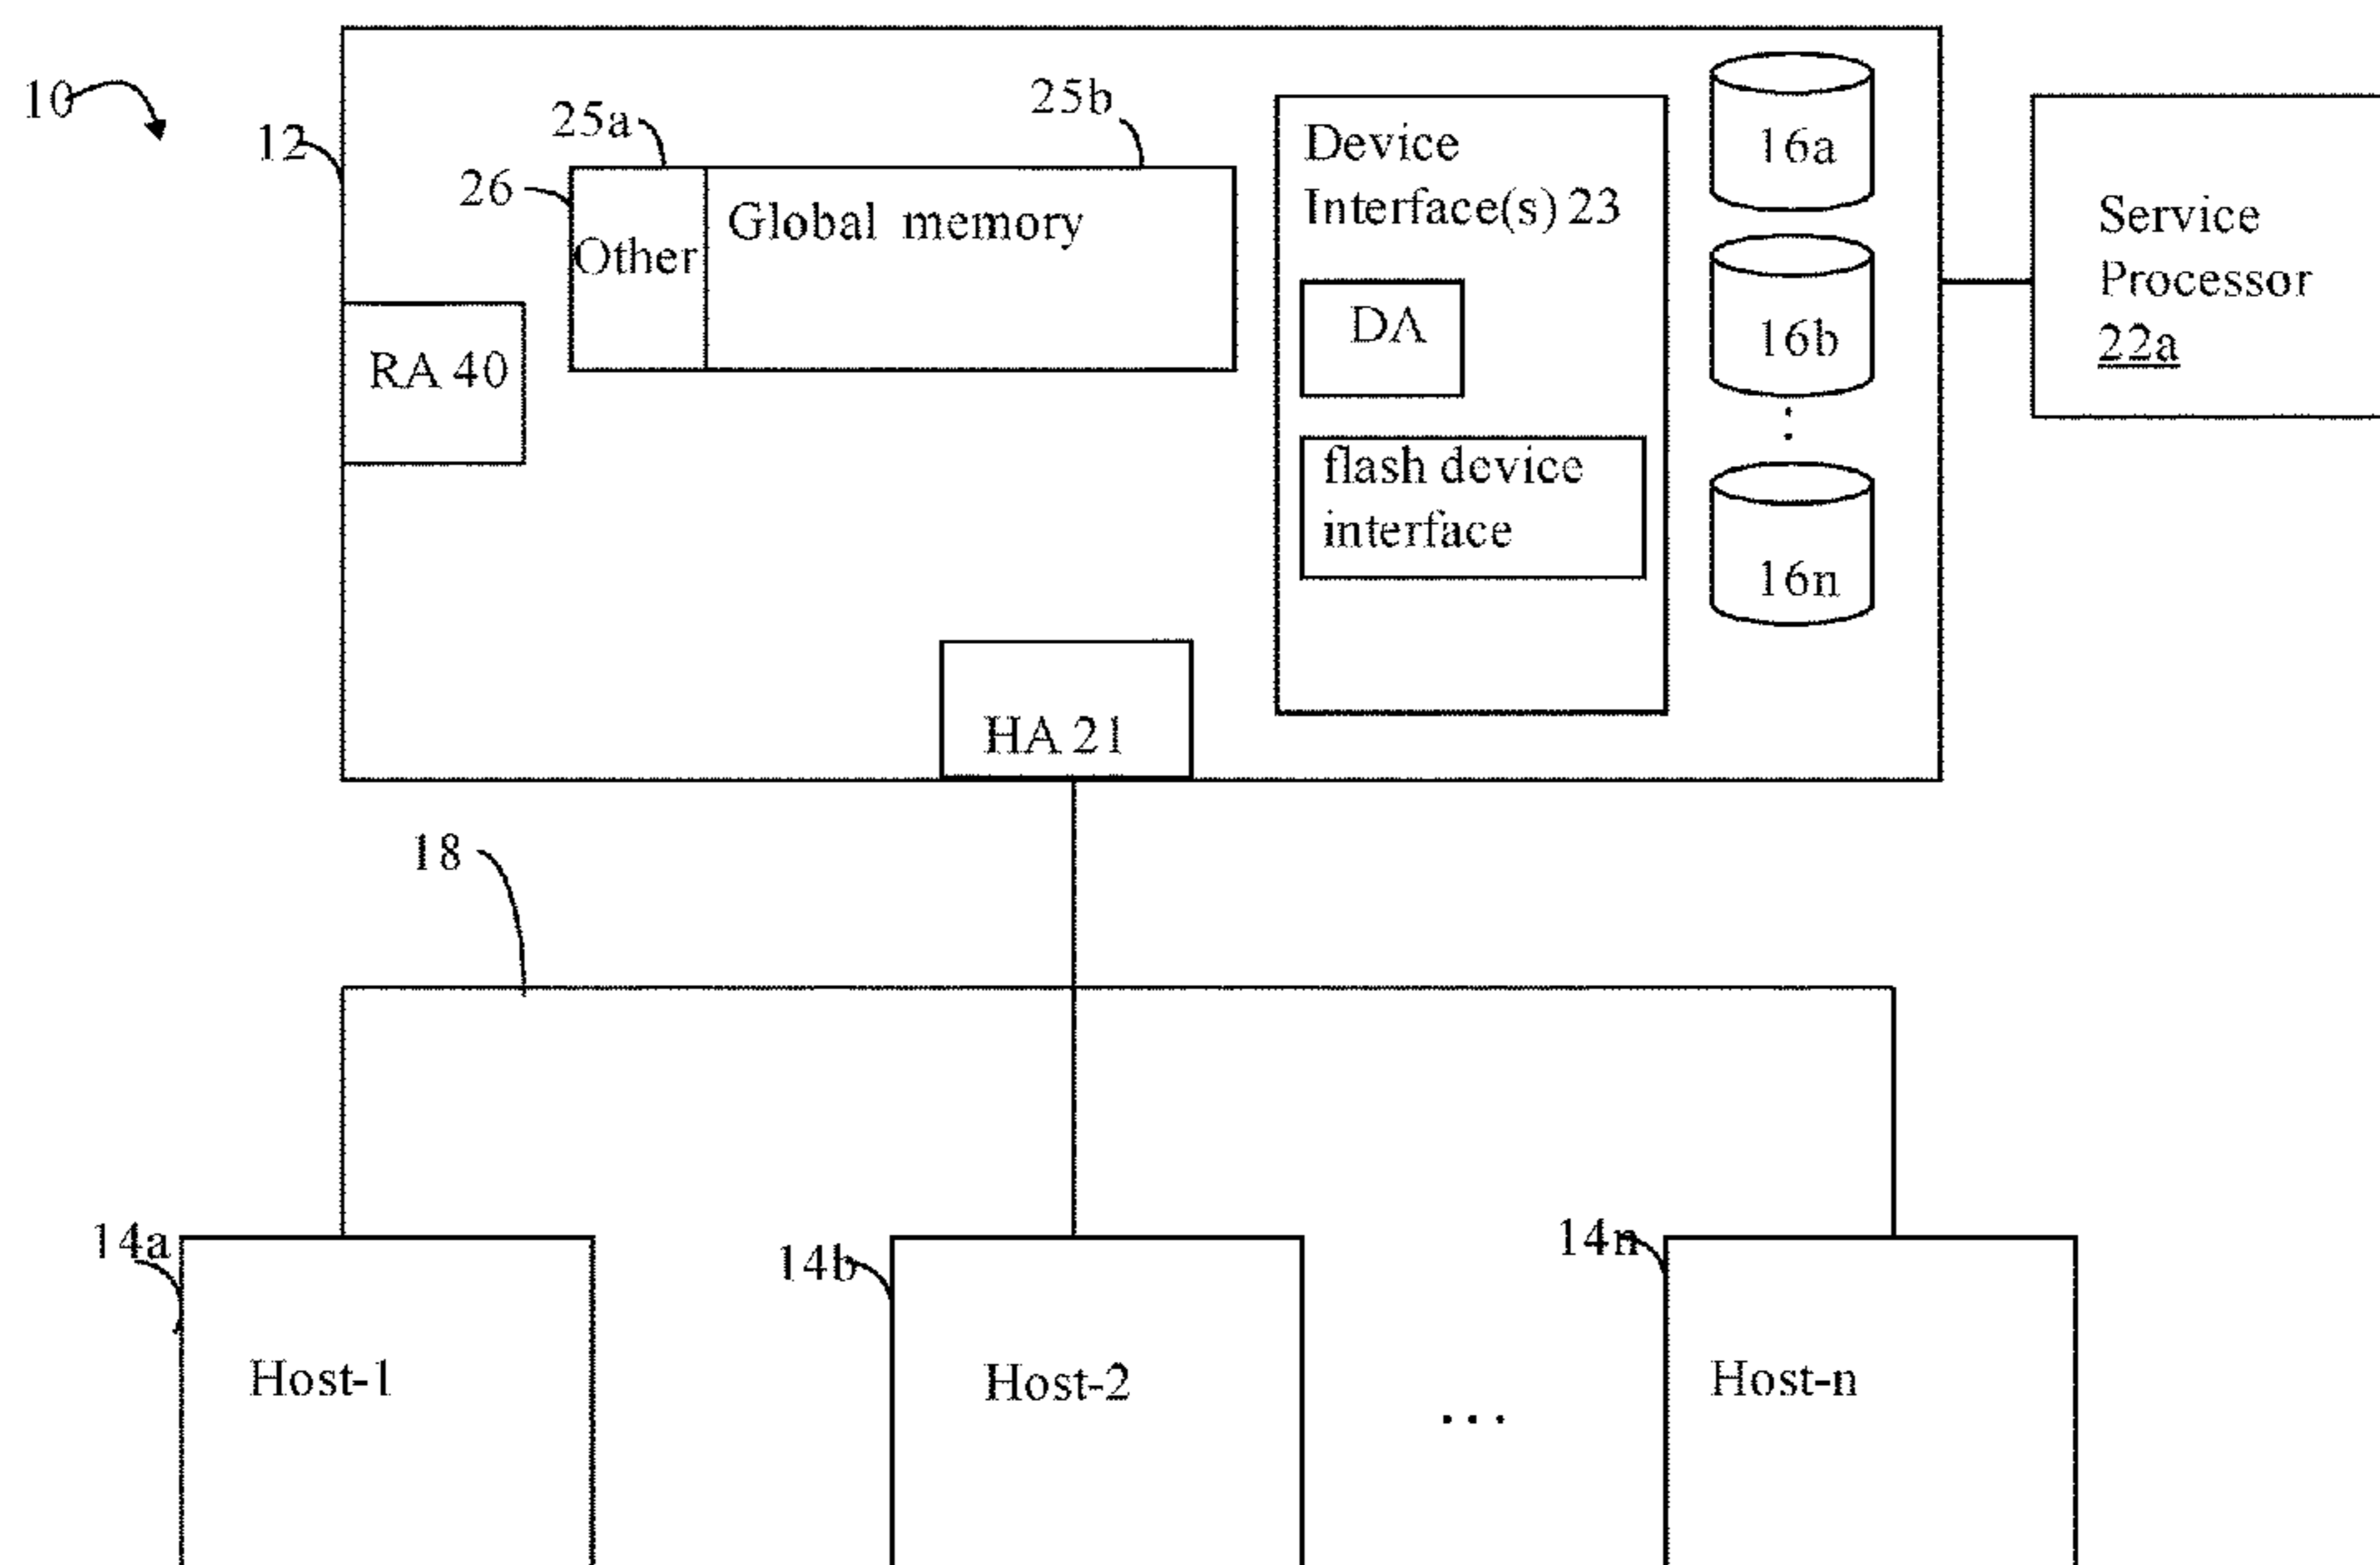 10
12
25a
25b
26
Other
Global memory
Device
Interface(s) 23
DA
flash device
interface
16a
16b
16n
Service
Processor
22a
RA 40
HA 21
18
14a
14b
14n
Host-1
Host-2
...
Host-n